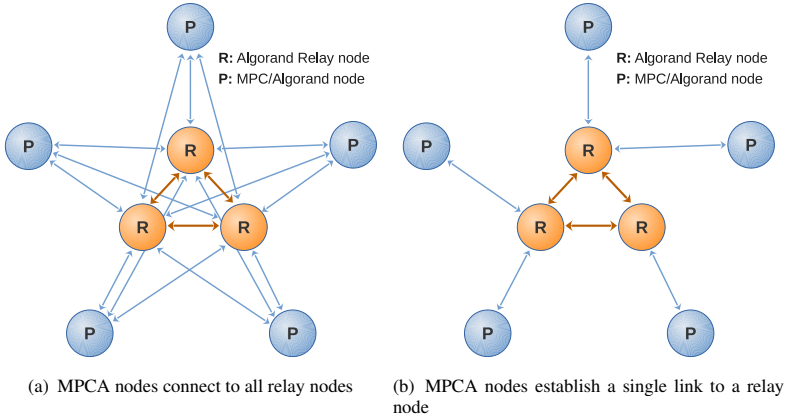 P
R: Algorand Relay node
P: MPC/Algorand node
P
P
R
R
R
P
P
(a) MPCA nodes connect to all relay nodes
P
R: Algorand Relay node
P: MPC/Algorand node
P
P
R
R
R
P
P
(b) MPCA nodes establish a single link to a relay
node